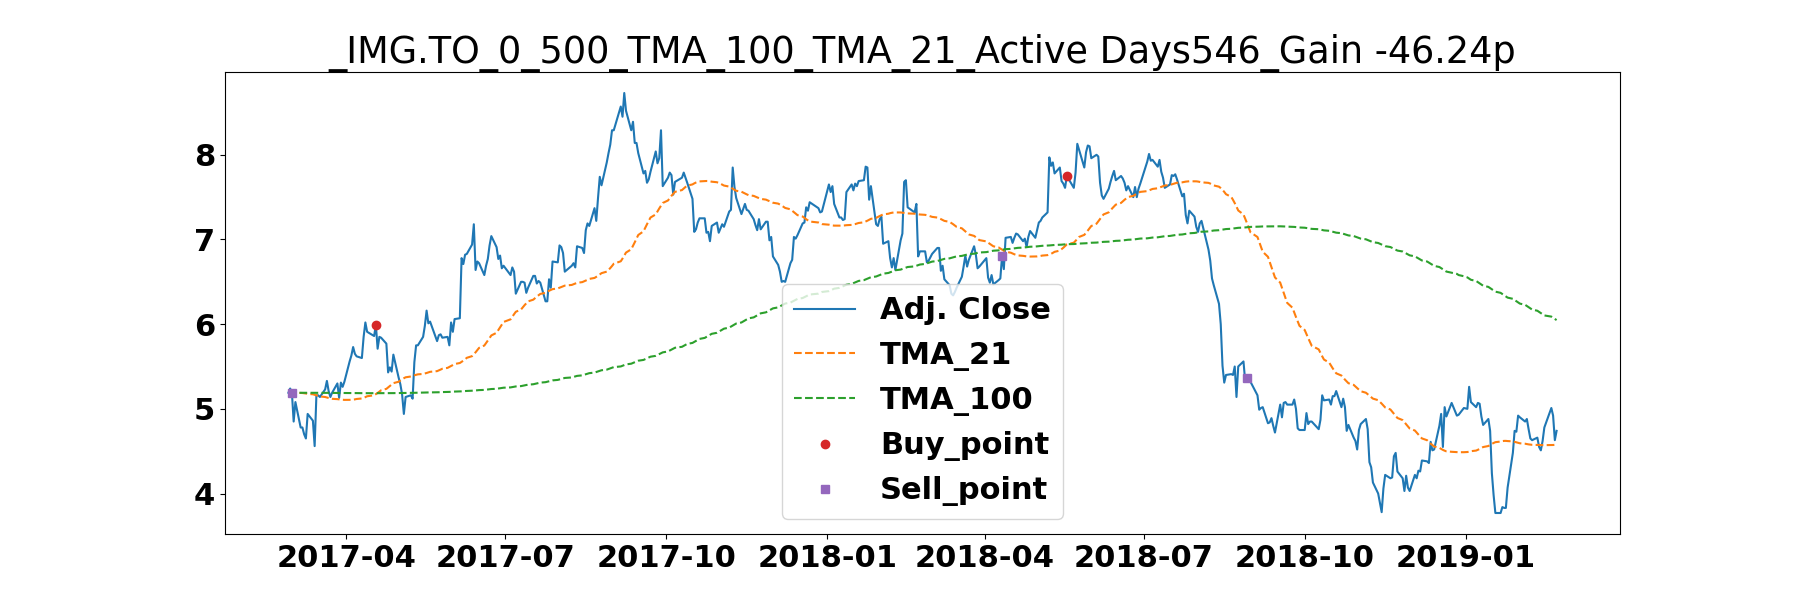 _IMG.TO_0_500_TMA_100_TMA_21_Active Days546_Gain -46.24p
8
7
6
5
4
Adj. Close
TMA_21
TMA_100
Buy_point
Sell_point
2017-04 2017-07 2017-10 2018-01 2018-04 2018-07 2018-10 2019-01